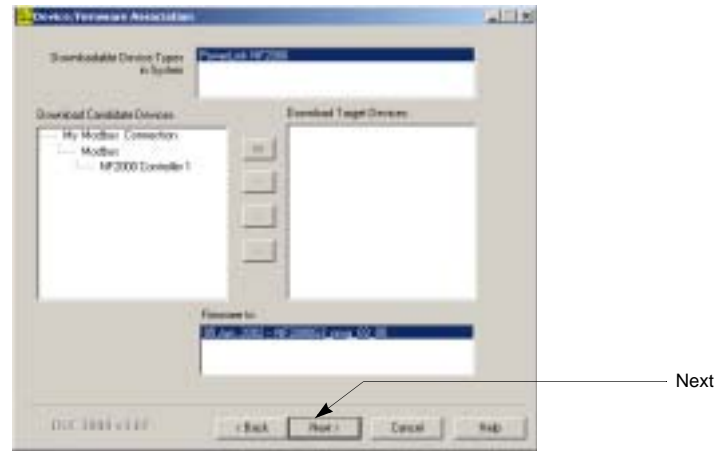 Device/Firmware Association
Downloadable Device Types
in System
PowerLink NF2000
Download Candidate Devices
Download Target Devices
My Modbus Connection
Modbus
NF2000 Controller 1
Firmware to
Next
< Back
Next >
Cancel
Help